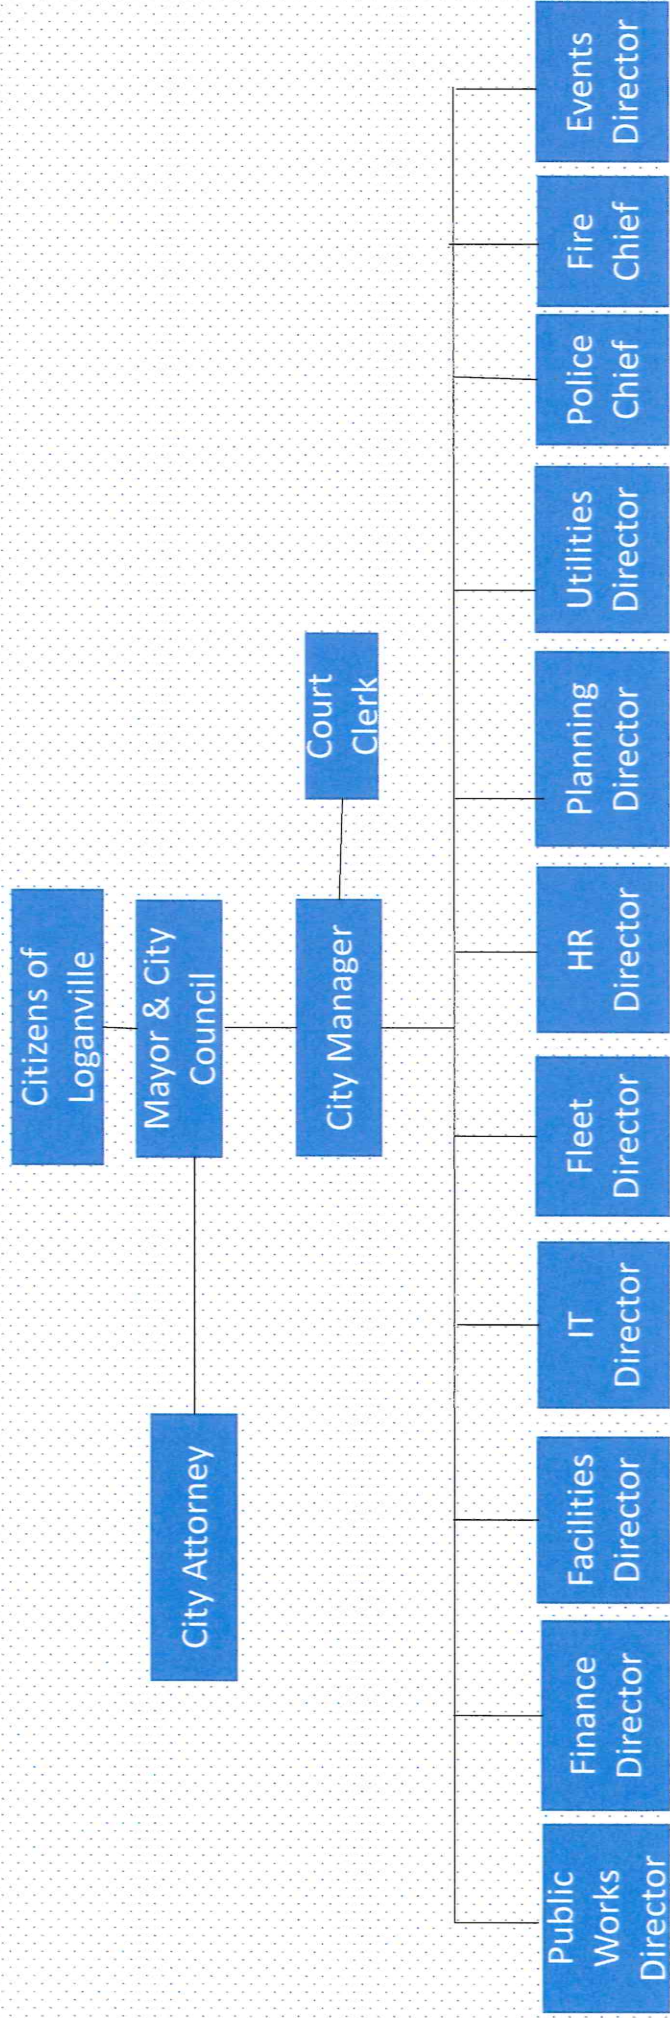 Citizens of
Loganville
Mayor & City
Council
City Attorney
City Manager
Court
Clerk
Public
Works
Director
Finance
Director
Facilities
Director
IT
Director
Fleet
Director
HR
Director
Planning
Director
Utilities
Director
Police
Chief
Fire
Chief
Events
Director